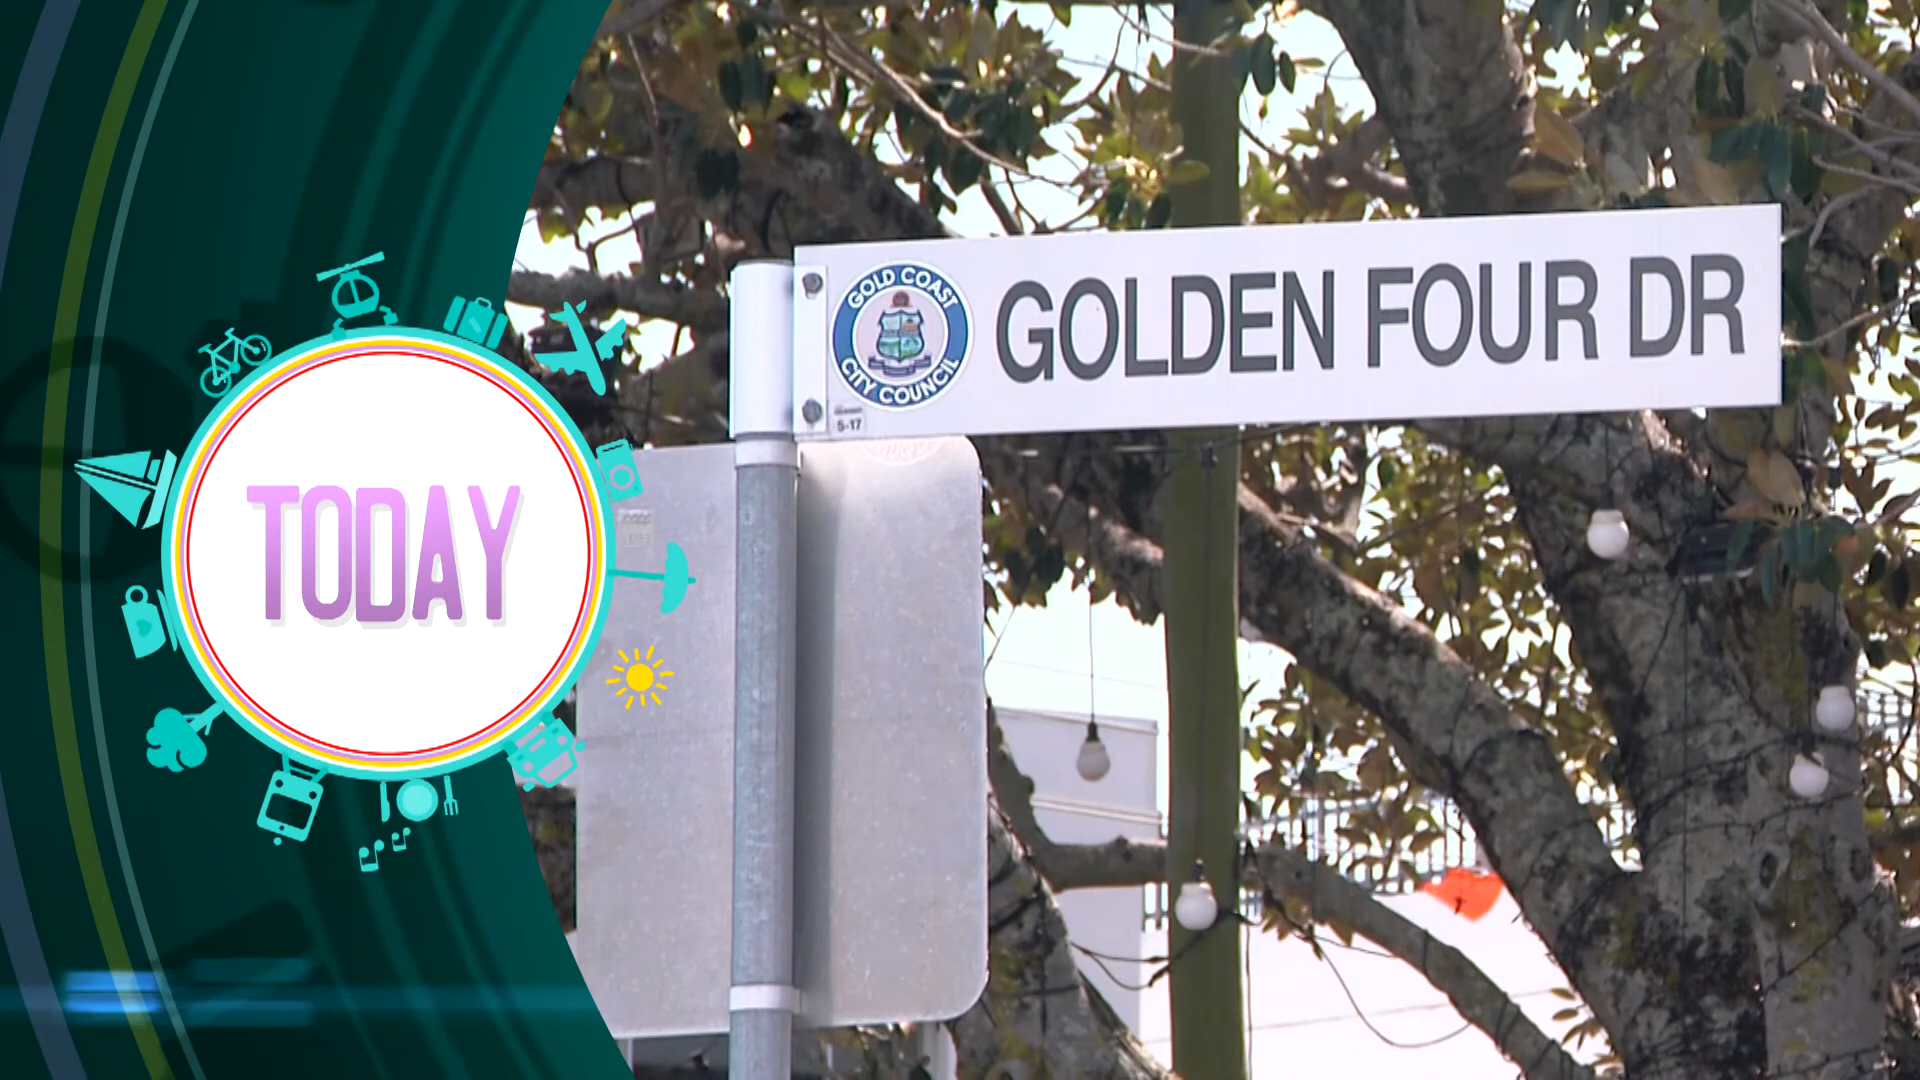 TODAY
GOLD COAST
CITY COUNCIL
GOLDEN FOUR DR
5-17